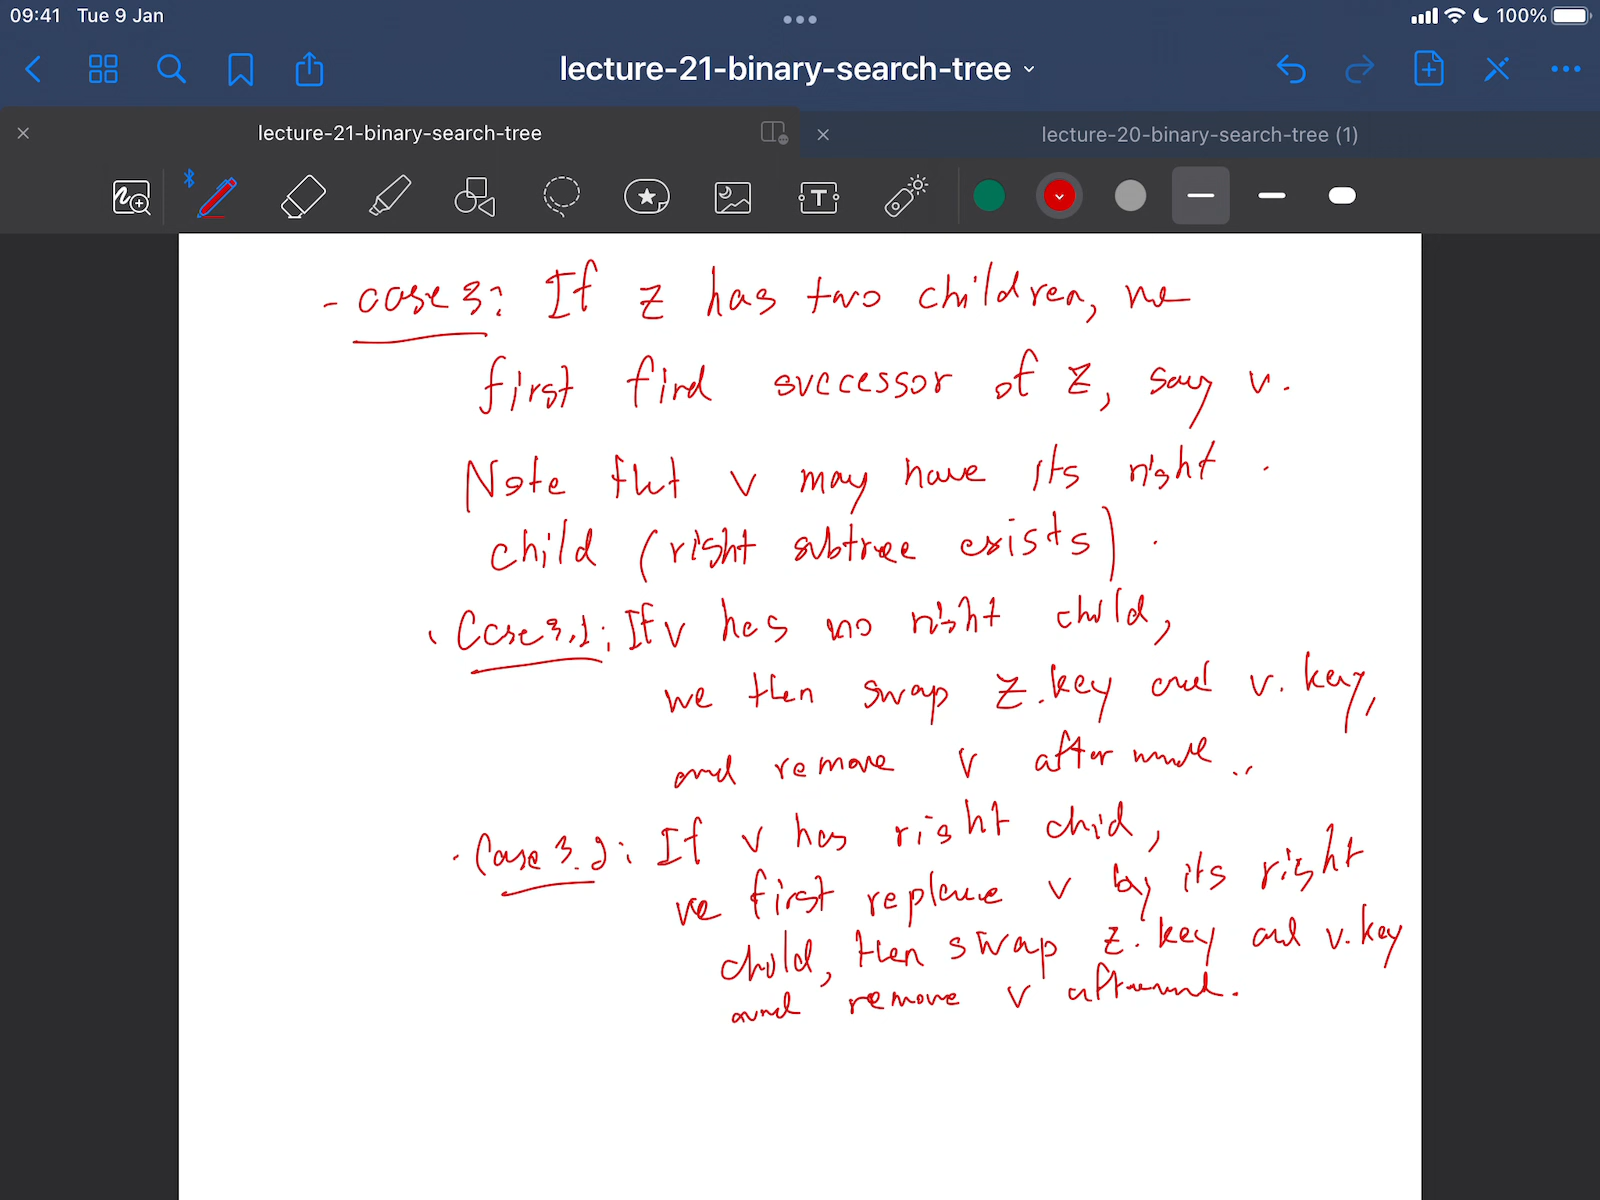 09:41 Tue 9 Jan
100%
lecture-21-binary-search-tree
lecture-21-binary-search-tree
lecture-20-binary-search-tree (1)
- case 3: If z has two children, we
first find successor of z, say v.
Note that v may have its right
child (right subtree exists).
Case 3.1: If v has no right child,
we then swap z.key and v.key,
and remove v afterward.
Case 3.2: If v has right chid,
we first replace v by its right
child, then swap z.key and v.key
and remove v afterward.